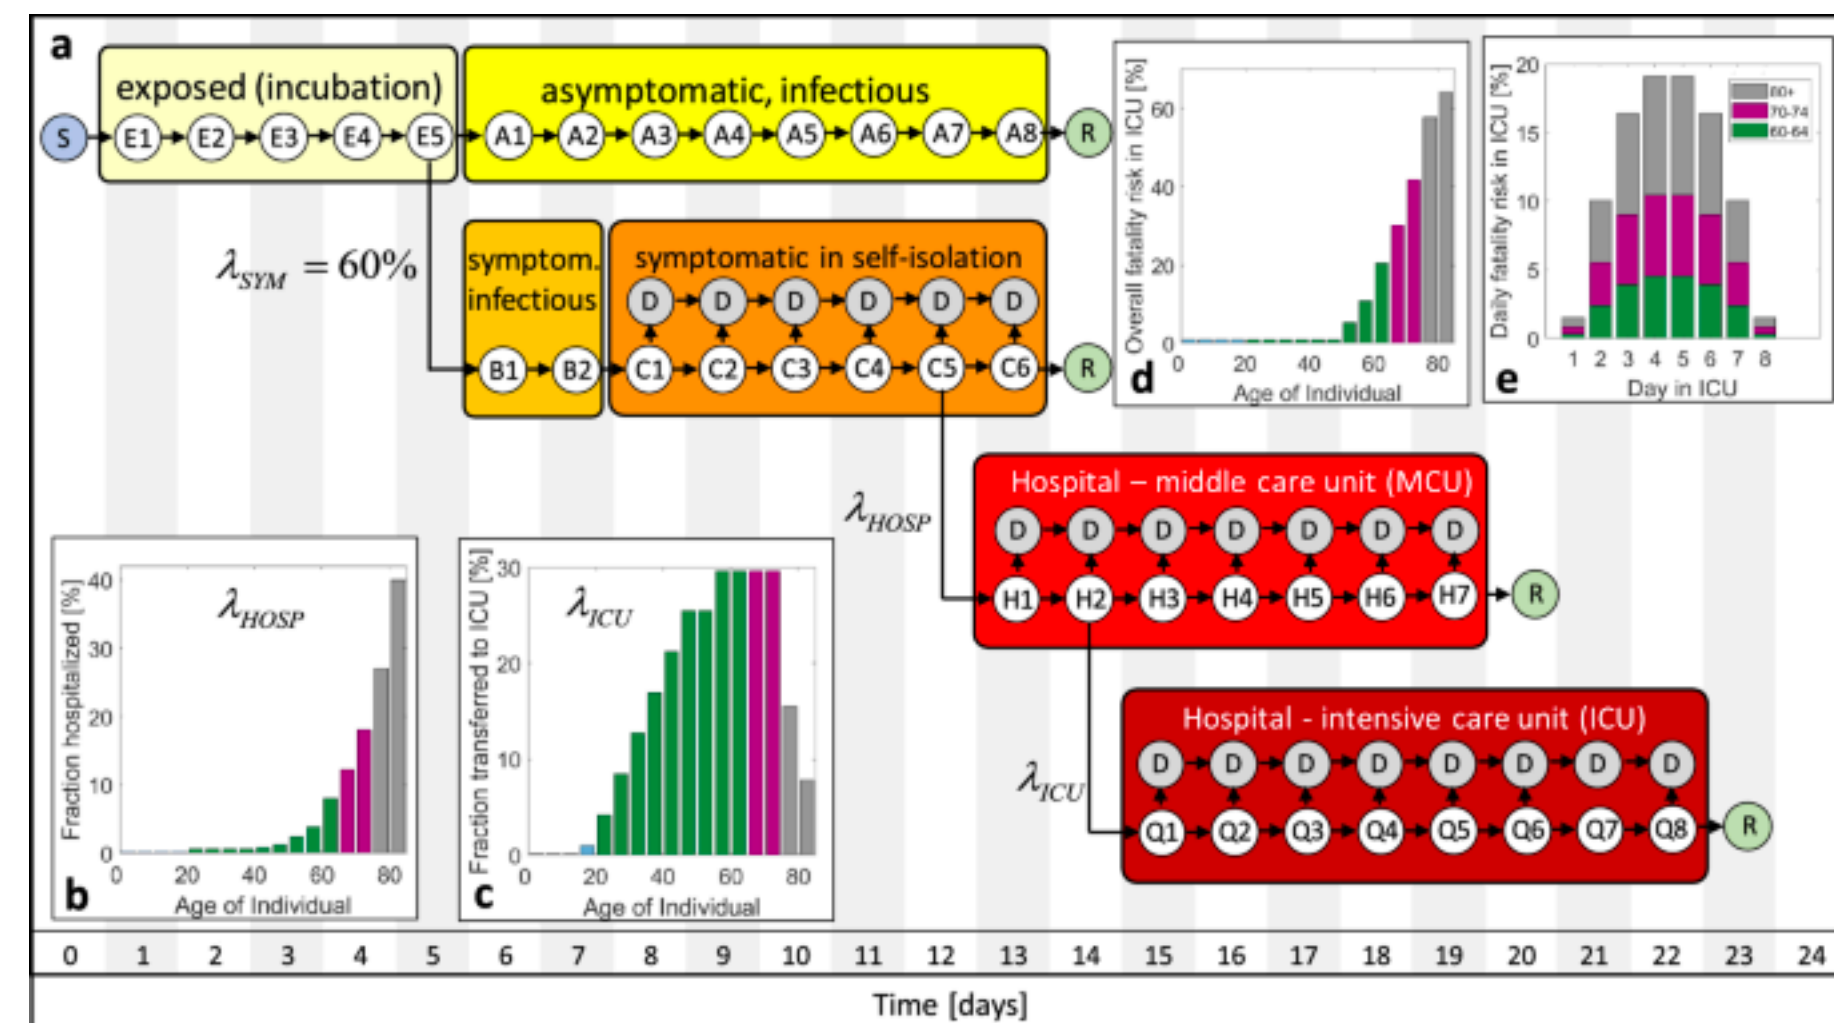 a
exposed (incubation)
S E1 E2 E3 E4 E5
asymptomatic, infectious
A1 A2 A3 A4 A5 A6 A7 A8 R
λSYM = 60%
symptom.
infectious
B1 B2
symptomatic in self-isolation
D D D D D D
C1 C2 C3 C4 C5 C6 R
d
Overall fatality risk in ICU [%]
60
40
20
0
0 20 40 60 80
Age of Individual
e
Daily fatality risk in ICU [%]
20
15
10
5
0
80+
70-74
60-64
1 2 3 4 5 6 7 8
Day in ICU
λHOSP
Hospital – middle care unit (MCU)
D D D D D D D
H1 H2 H3 H4 H5 H6 H7 R
λICU
Hospital - intensive care unit (ICU)
D D D D D D D D
Q1 Q2 Q3 Q4 Q5 Q6 Q7 Q8 R
b
Fraction hospitalized [%]
λHOSP
40
30
20
10
0
0 20 40 60 80
Age of Individual
c
Fraction transferred to ICU [%]
λICU
30
20
10
0
0 20 40 60 80
Age of Individual
0 1 2 3 4 5 6 7 8 9 10 11 12 13 14 15 16 17 18 19 20 21 22 23 24
Time [days]